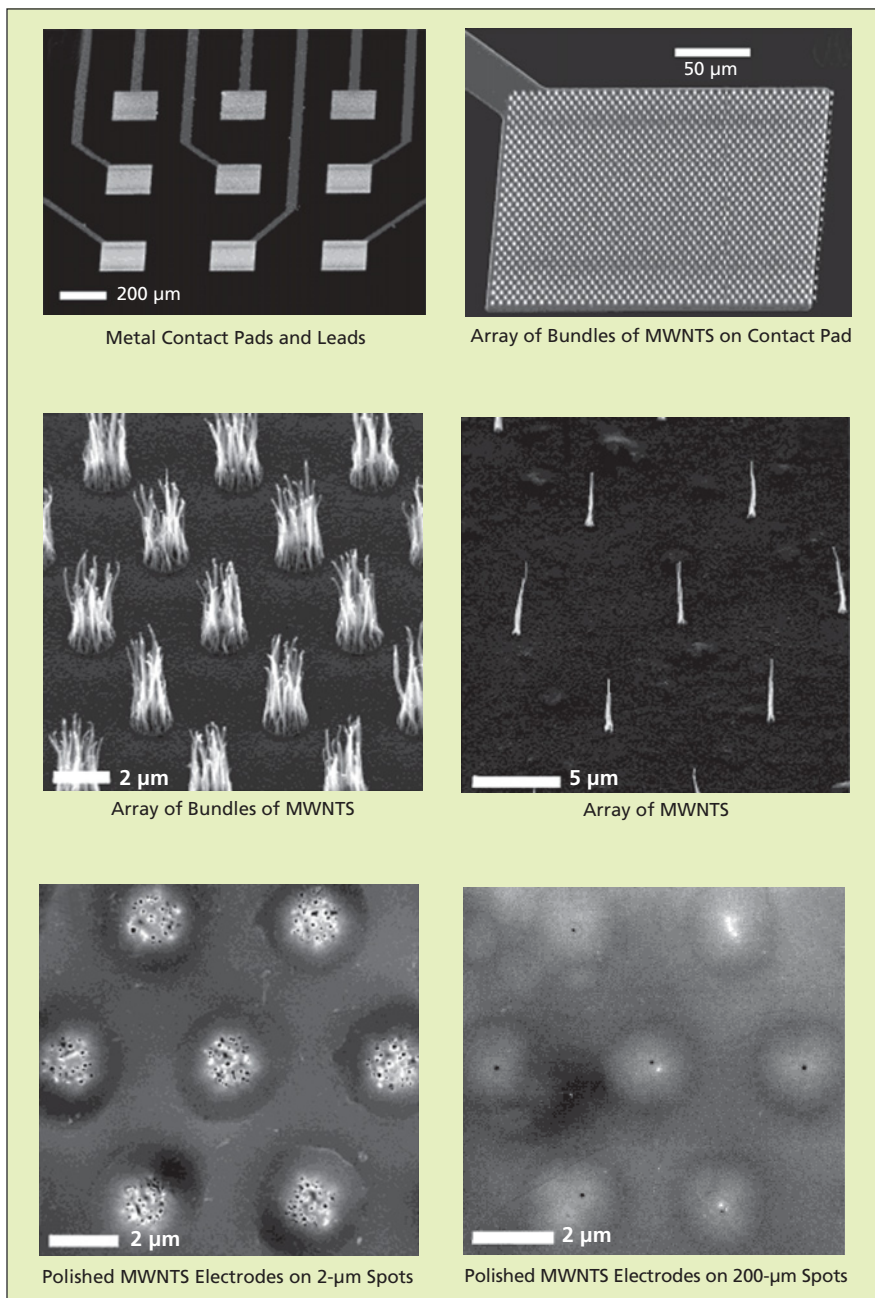 200 µm
50 µm
Metal Contact Pads and Leads
Array of Bundles of MWNTS on Contact Pad
2 µm
5 µm
Array of Bundles of MWNTS
Array of MWNTS
2 µm
2 µm
Polished MWNTS Electrodes on 2-µm Spots
Polished MWNTS Electrodes on 200-µm Spots